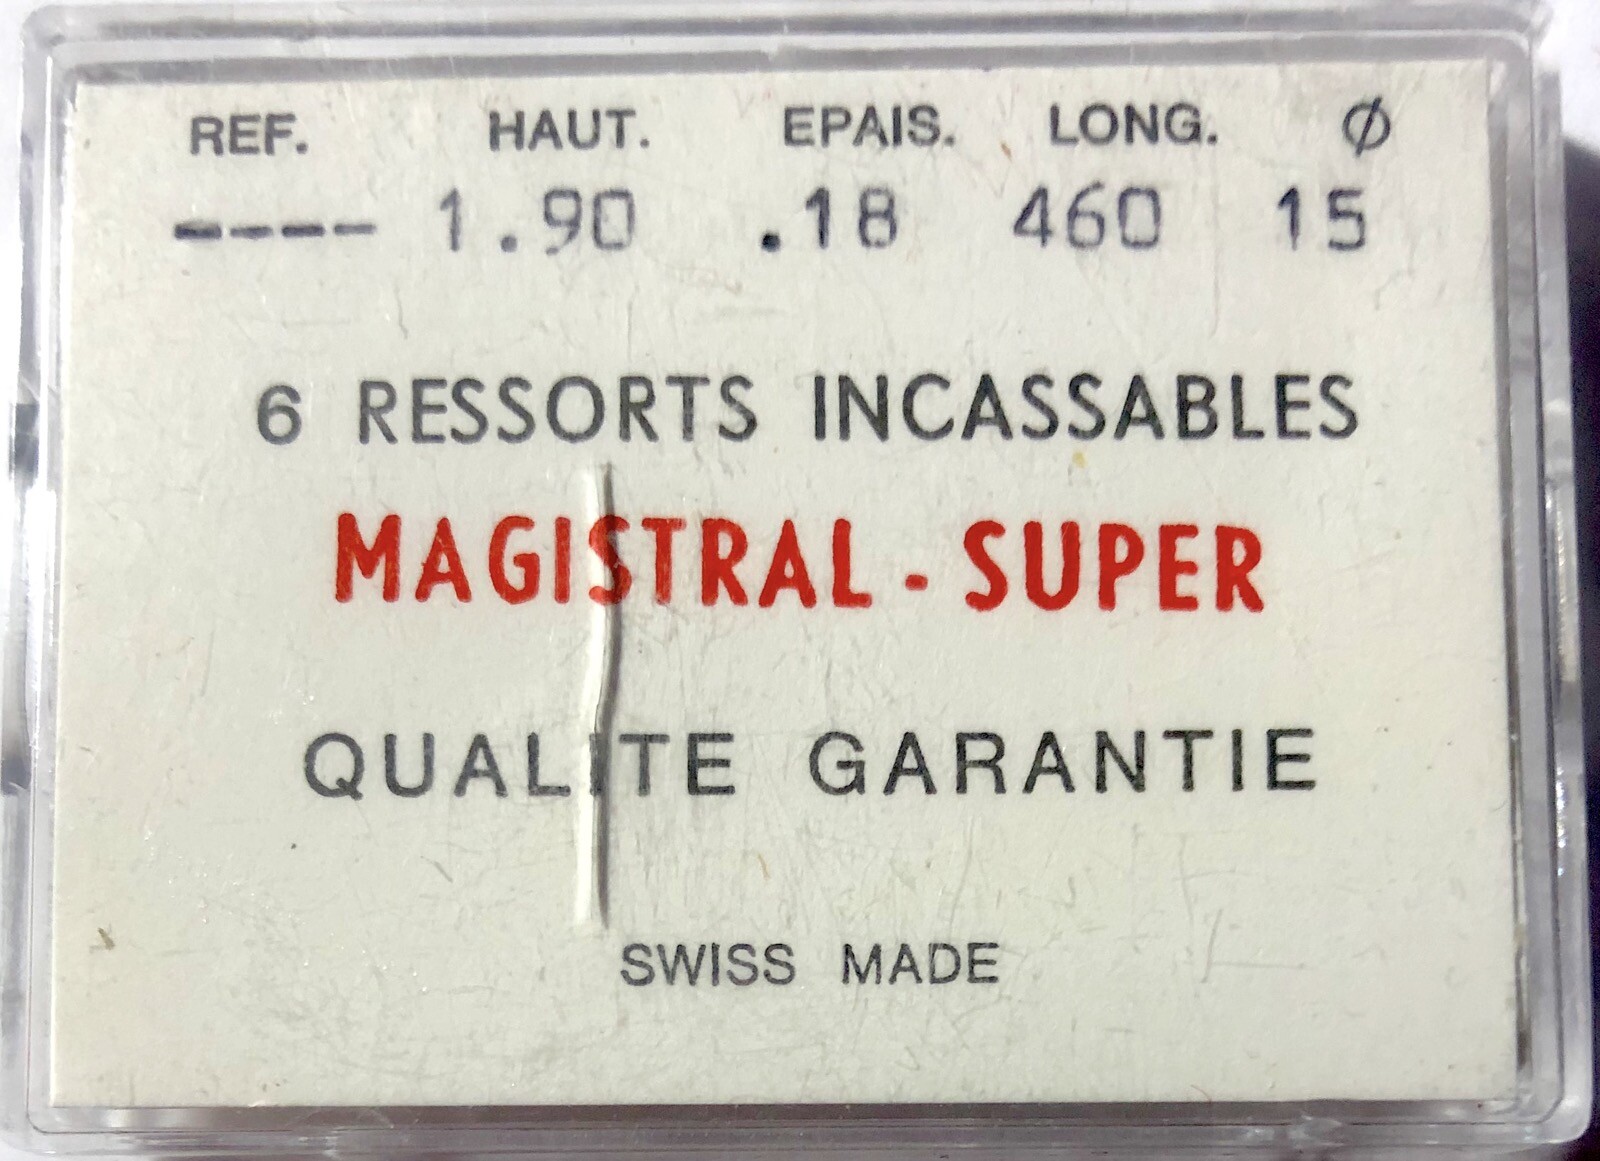 REF. HAUT. EPAIS. LONG. Ø
---- 1.90 .18 460 15
6 RESSORTS INCASSABLES
MAGISTRAL - SUPER
QUALITE GARANTIE
SWISS MADE